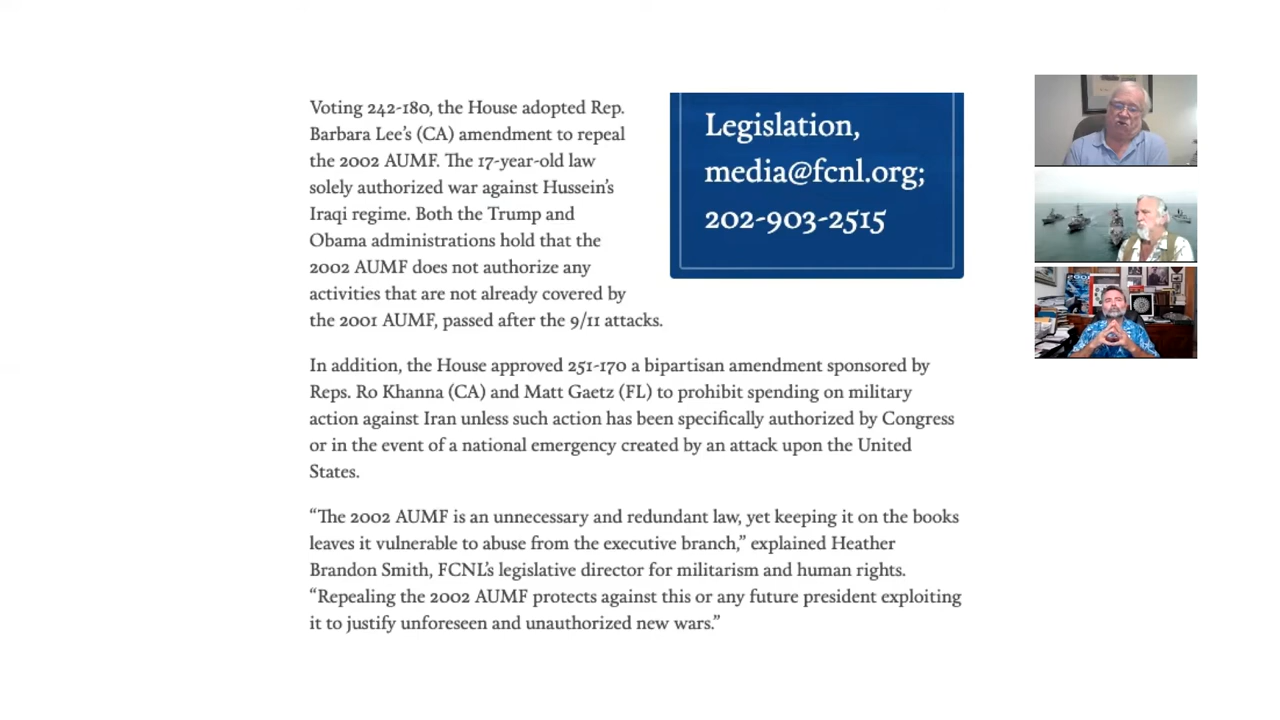 Voting 242-180, the House adopted Rep.
Barbara Lee’s (CA) amendment to repeal
the 2002 AUMF. The 17-year-old law
solely authorized war against Hussein’s
Iraqi regime. Both the Trump and
Obama administrations hold that the
2002 AUMF does not authorize any
activities that are not already covered by
the 2001 AUMF, passed after the 9/11 attacks.
Legislation,
media@fcnl.org;
202-903-2515
In addition, the House approved 251-170 a bipartisan amendment sponsored by
Reps. Ro Khanna (CA) and Matt Gaetz (FL) to prohibit spending on military
action against Iran unless such action has been specifically authorized by Congress
or in the event of a national emergency created by an attack upon the United
States.
“The 2002 AUMF is an unnecessary and redundant law, yet keeping it on the books
leaves it vulnerable to abuse from the executive branch,” explained Heather
Brandon Smith, FCNL’s legislative director for militarism and human rights.
“Repealing the 2002 AUMF protects against this or any future president exploiting
it to justify unforeseen and unauthorized new wars.”